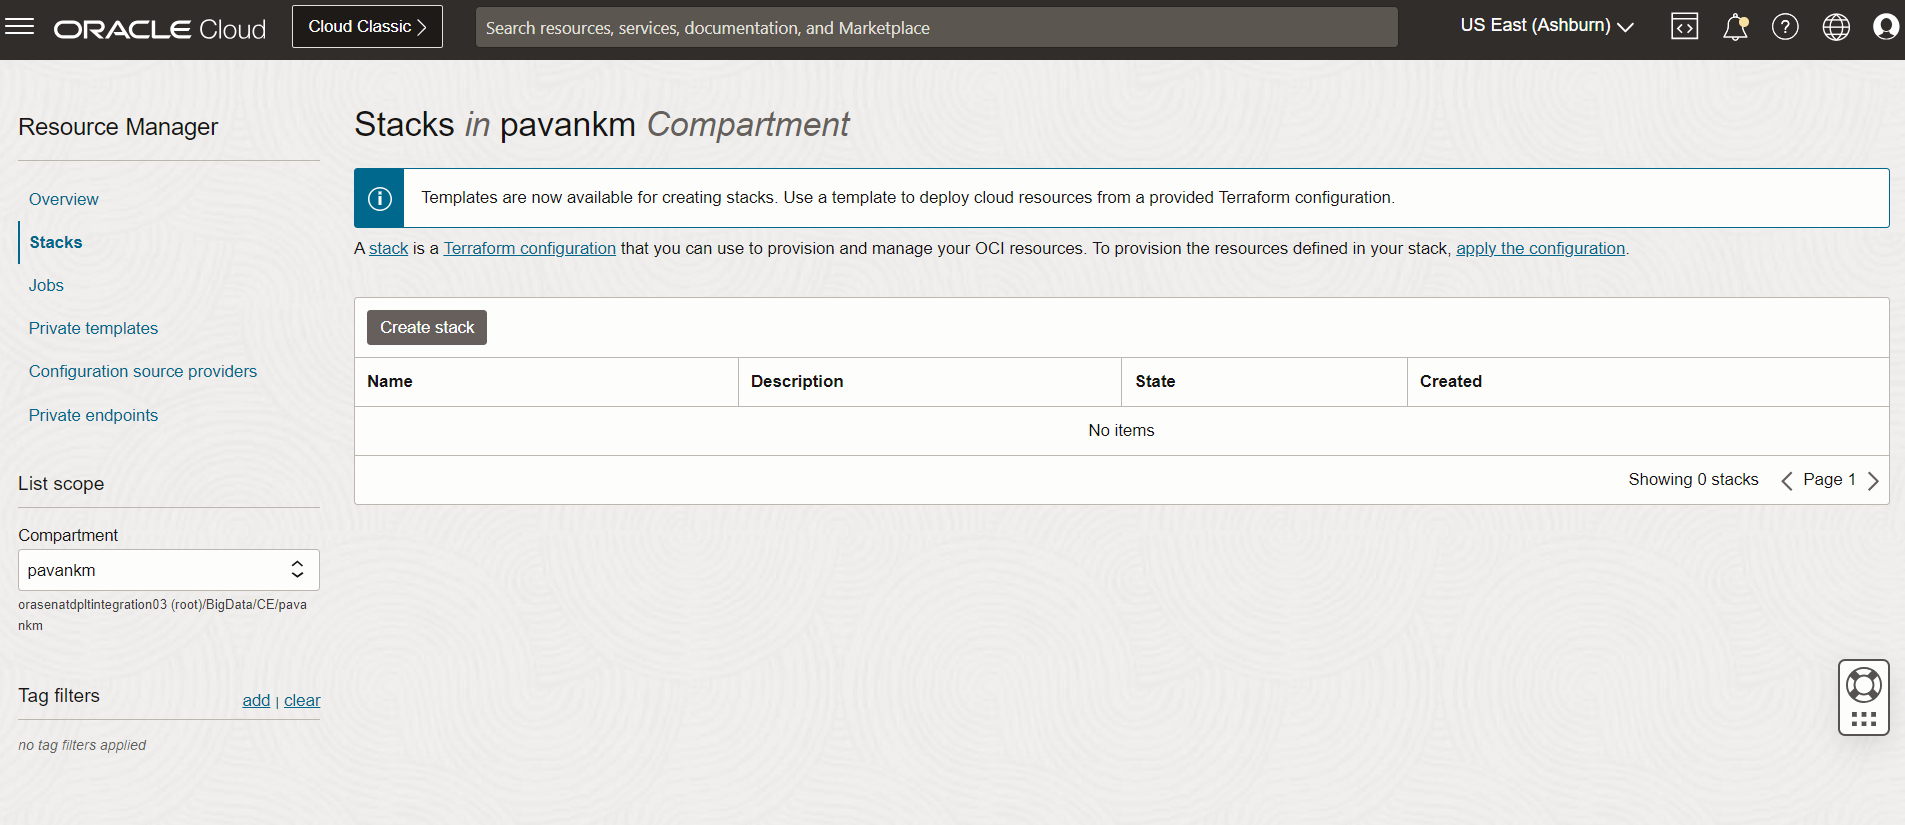 ORACLE Cloud
Cloud Classic
Search resources, services, documentation, and Marketplace
US East (Ashburn)
Resource Manager
Overview
Stacks
Jobs
Private templates
Configuration source providers
Private endpoints
List scope
Compartment
pavankm
orasenatdpltintegration03 (root)/BigData/CE/pava
nkm
Tag filters
add | clear
no tag filters applied
Stacks in pavankm Compartment
Templates are now available for creating stacks. Use a template to deploy cloud resources from a provided Terraform configuration.
A stack is a Terraform configuration that you can use to provision and manage your OCI resources. To provision the resources defined in your stack, apply the configuration.
Create stack
Name Description State Created
No items
Showing 0 stacks Page 1